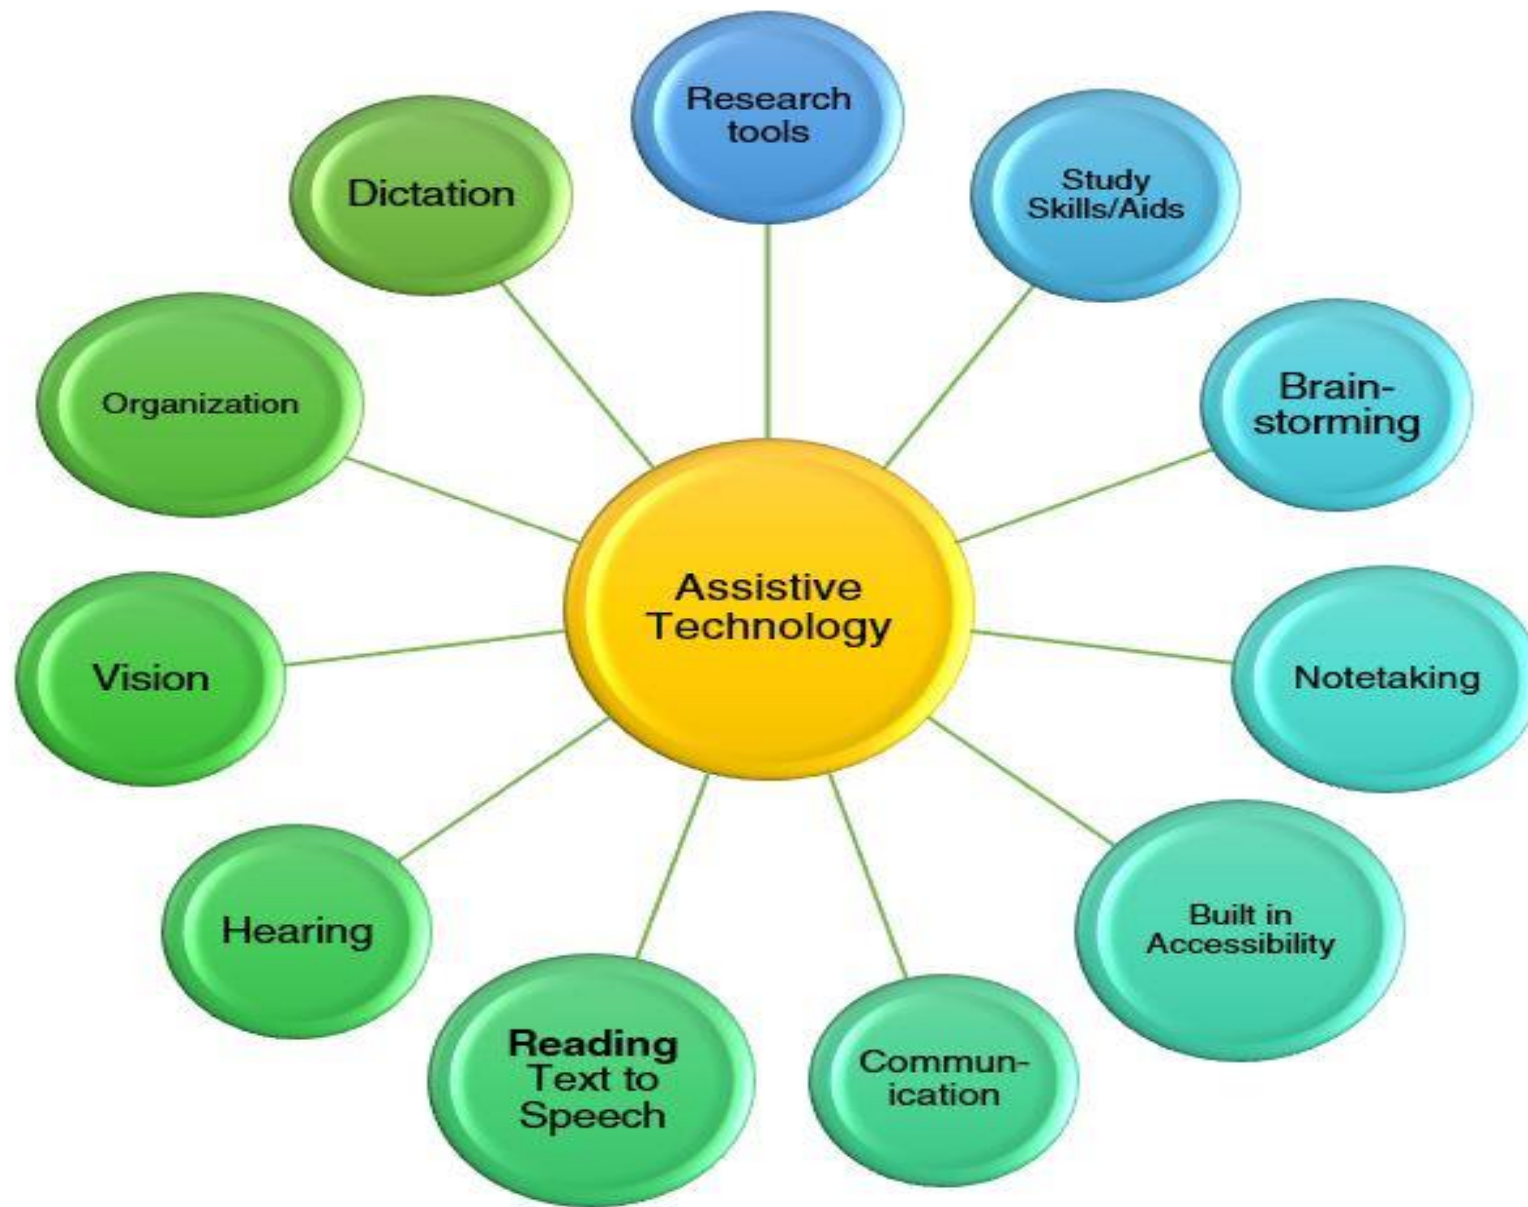 Research
tools
Study
Skills/Aids
Brain-
storming
Notetaking
Built in
Accessibility
Commun-
ication
Reading
Text to
Speech
Hearing
Vision
Organization
Dictation
Assistive
Technology